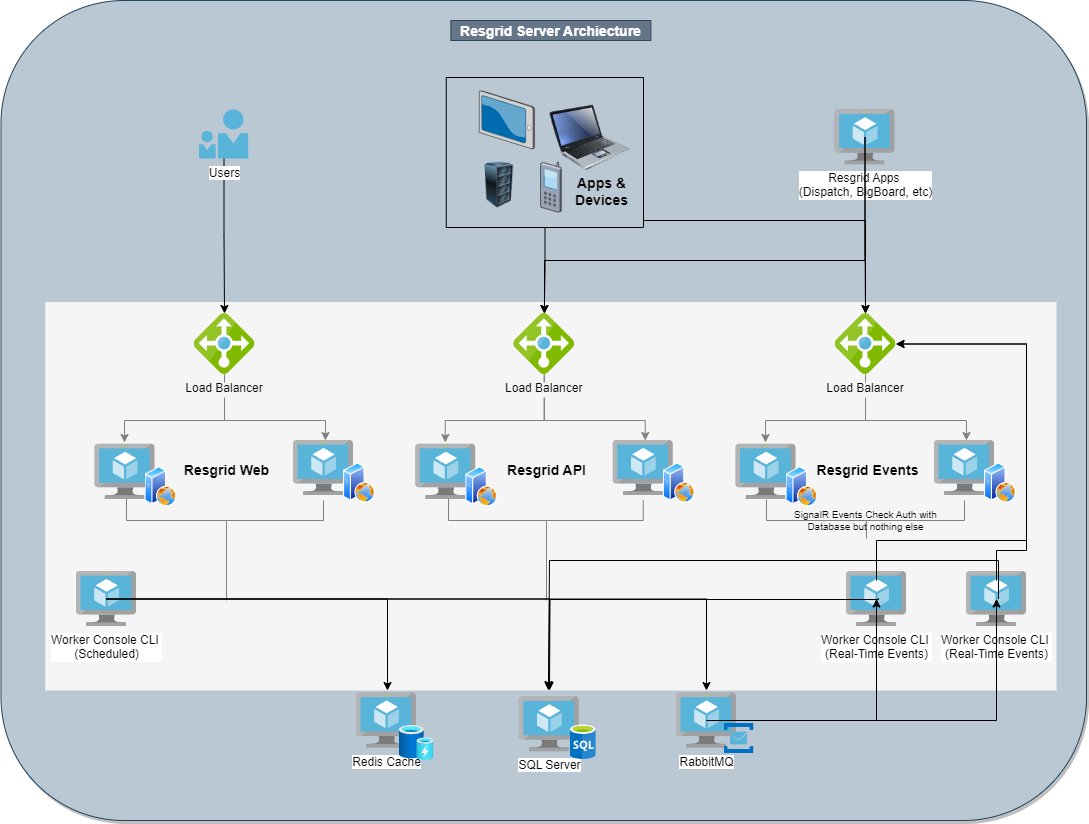 Resgrid Server Archiecture
Users
Apps &
Devices
Resgrid Apps
(Dispatch, BigBoard, etc)
Load Balancer
Load Balancer
Load Balancer
Resgrid Web
Resgrid API
Resgrid Events
SignalR Events Check Auth with
Database but nothing else
Worker Console CLI
(Scheduled)
Worker Console CLI
(Real-Time Events)
Worker Console CLI
(Real-Time Events)
Redis Cache
SQL
SQL Server
RabbitMQ